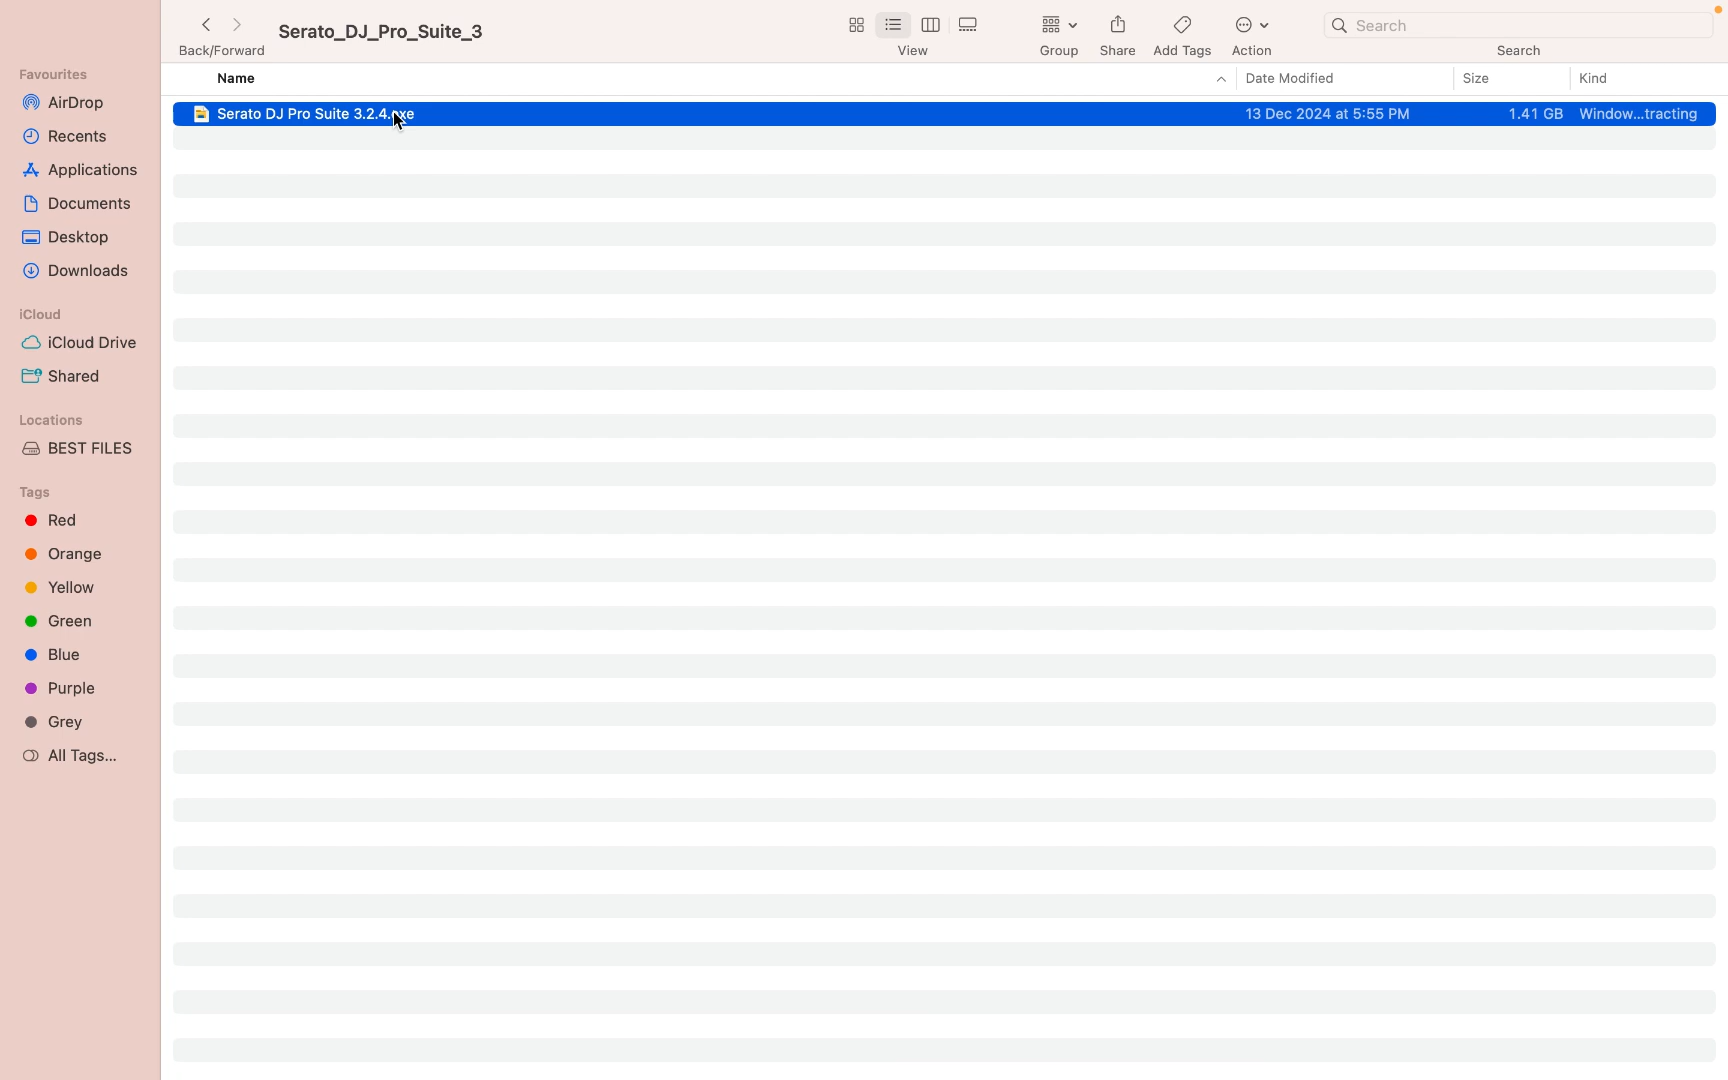 Serato_DJ_Pro_Suite_3
Back/Forward
View
Group
Share
Add Tags
Action
Search
Search
Name
Date Modified
Size
Kind
Serato DJ Pro Suite 3.2.4.exe
13 Dec 2024 at 5:55 PM
1.41 GB
Window...tracting
Favourites
AirDrop
Recents
Applications
Documents
Desktop
Downloads
iCloud
iCloud Drive
Shared
Locations
BEST FILES
Tags
Red
Orange
Yellow
Green
Blue
Purple
Grey
All Tags...